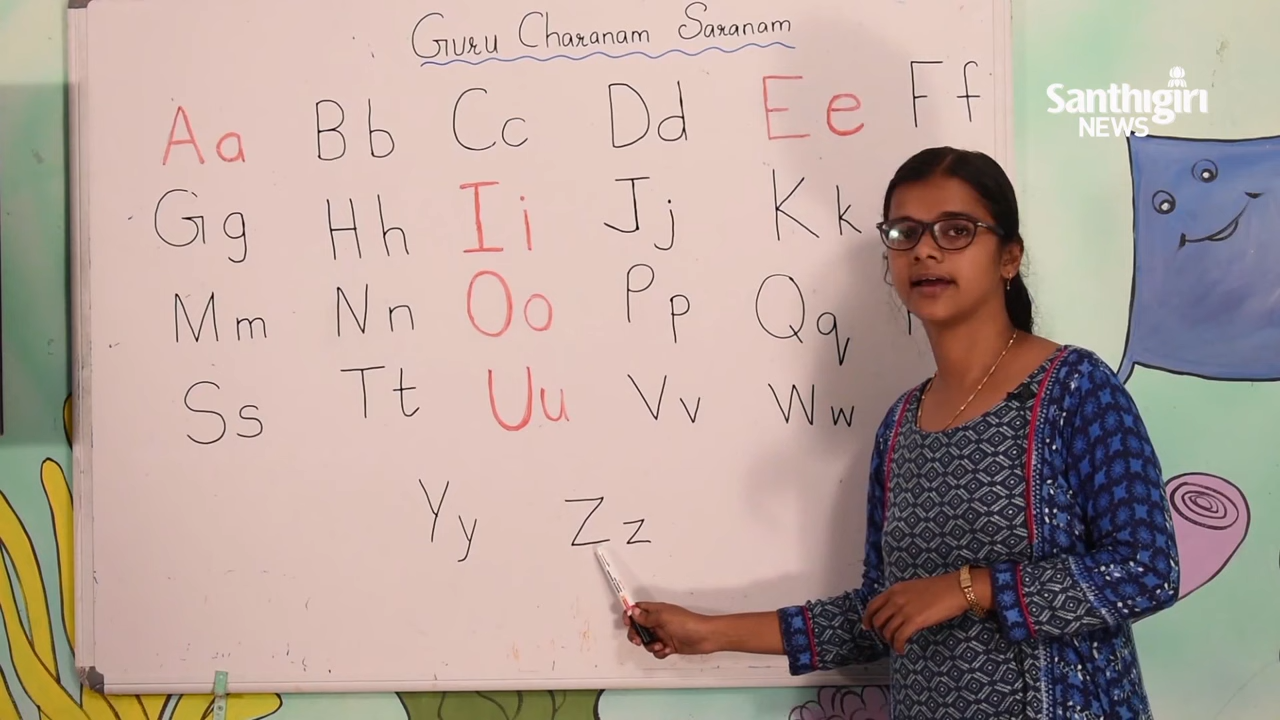 Guru Charanam Saranam
Aa Bb Cc Dd Ee Ff
Gg Hh Ii Jj Kk
Mm Nn Oo Pp Qq
Ss Tt Uu Vv Ww
Yy Zz
Santhigiri
NEWS